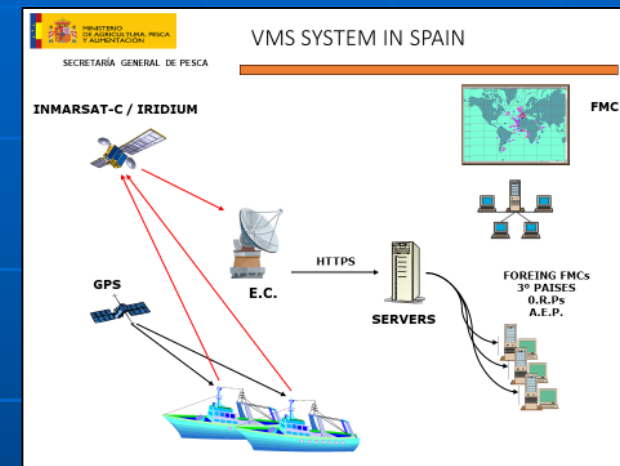 MINISTERIO
DE AGRICULTURA, PESCA
Y ALIMENTACIÓN
SECRETARÍA GENERAL DE PESCA
VMS SYSTEM IN SPAIN
INMARSAT-C / IRIDIUM
FMC
GPS
E.C.
HTTPS
SERVERS
FOREING FMCs
3º PAISES
O.R.Ps
A.E.P.